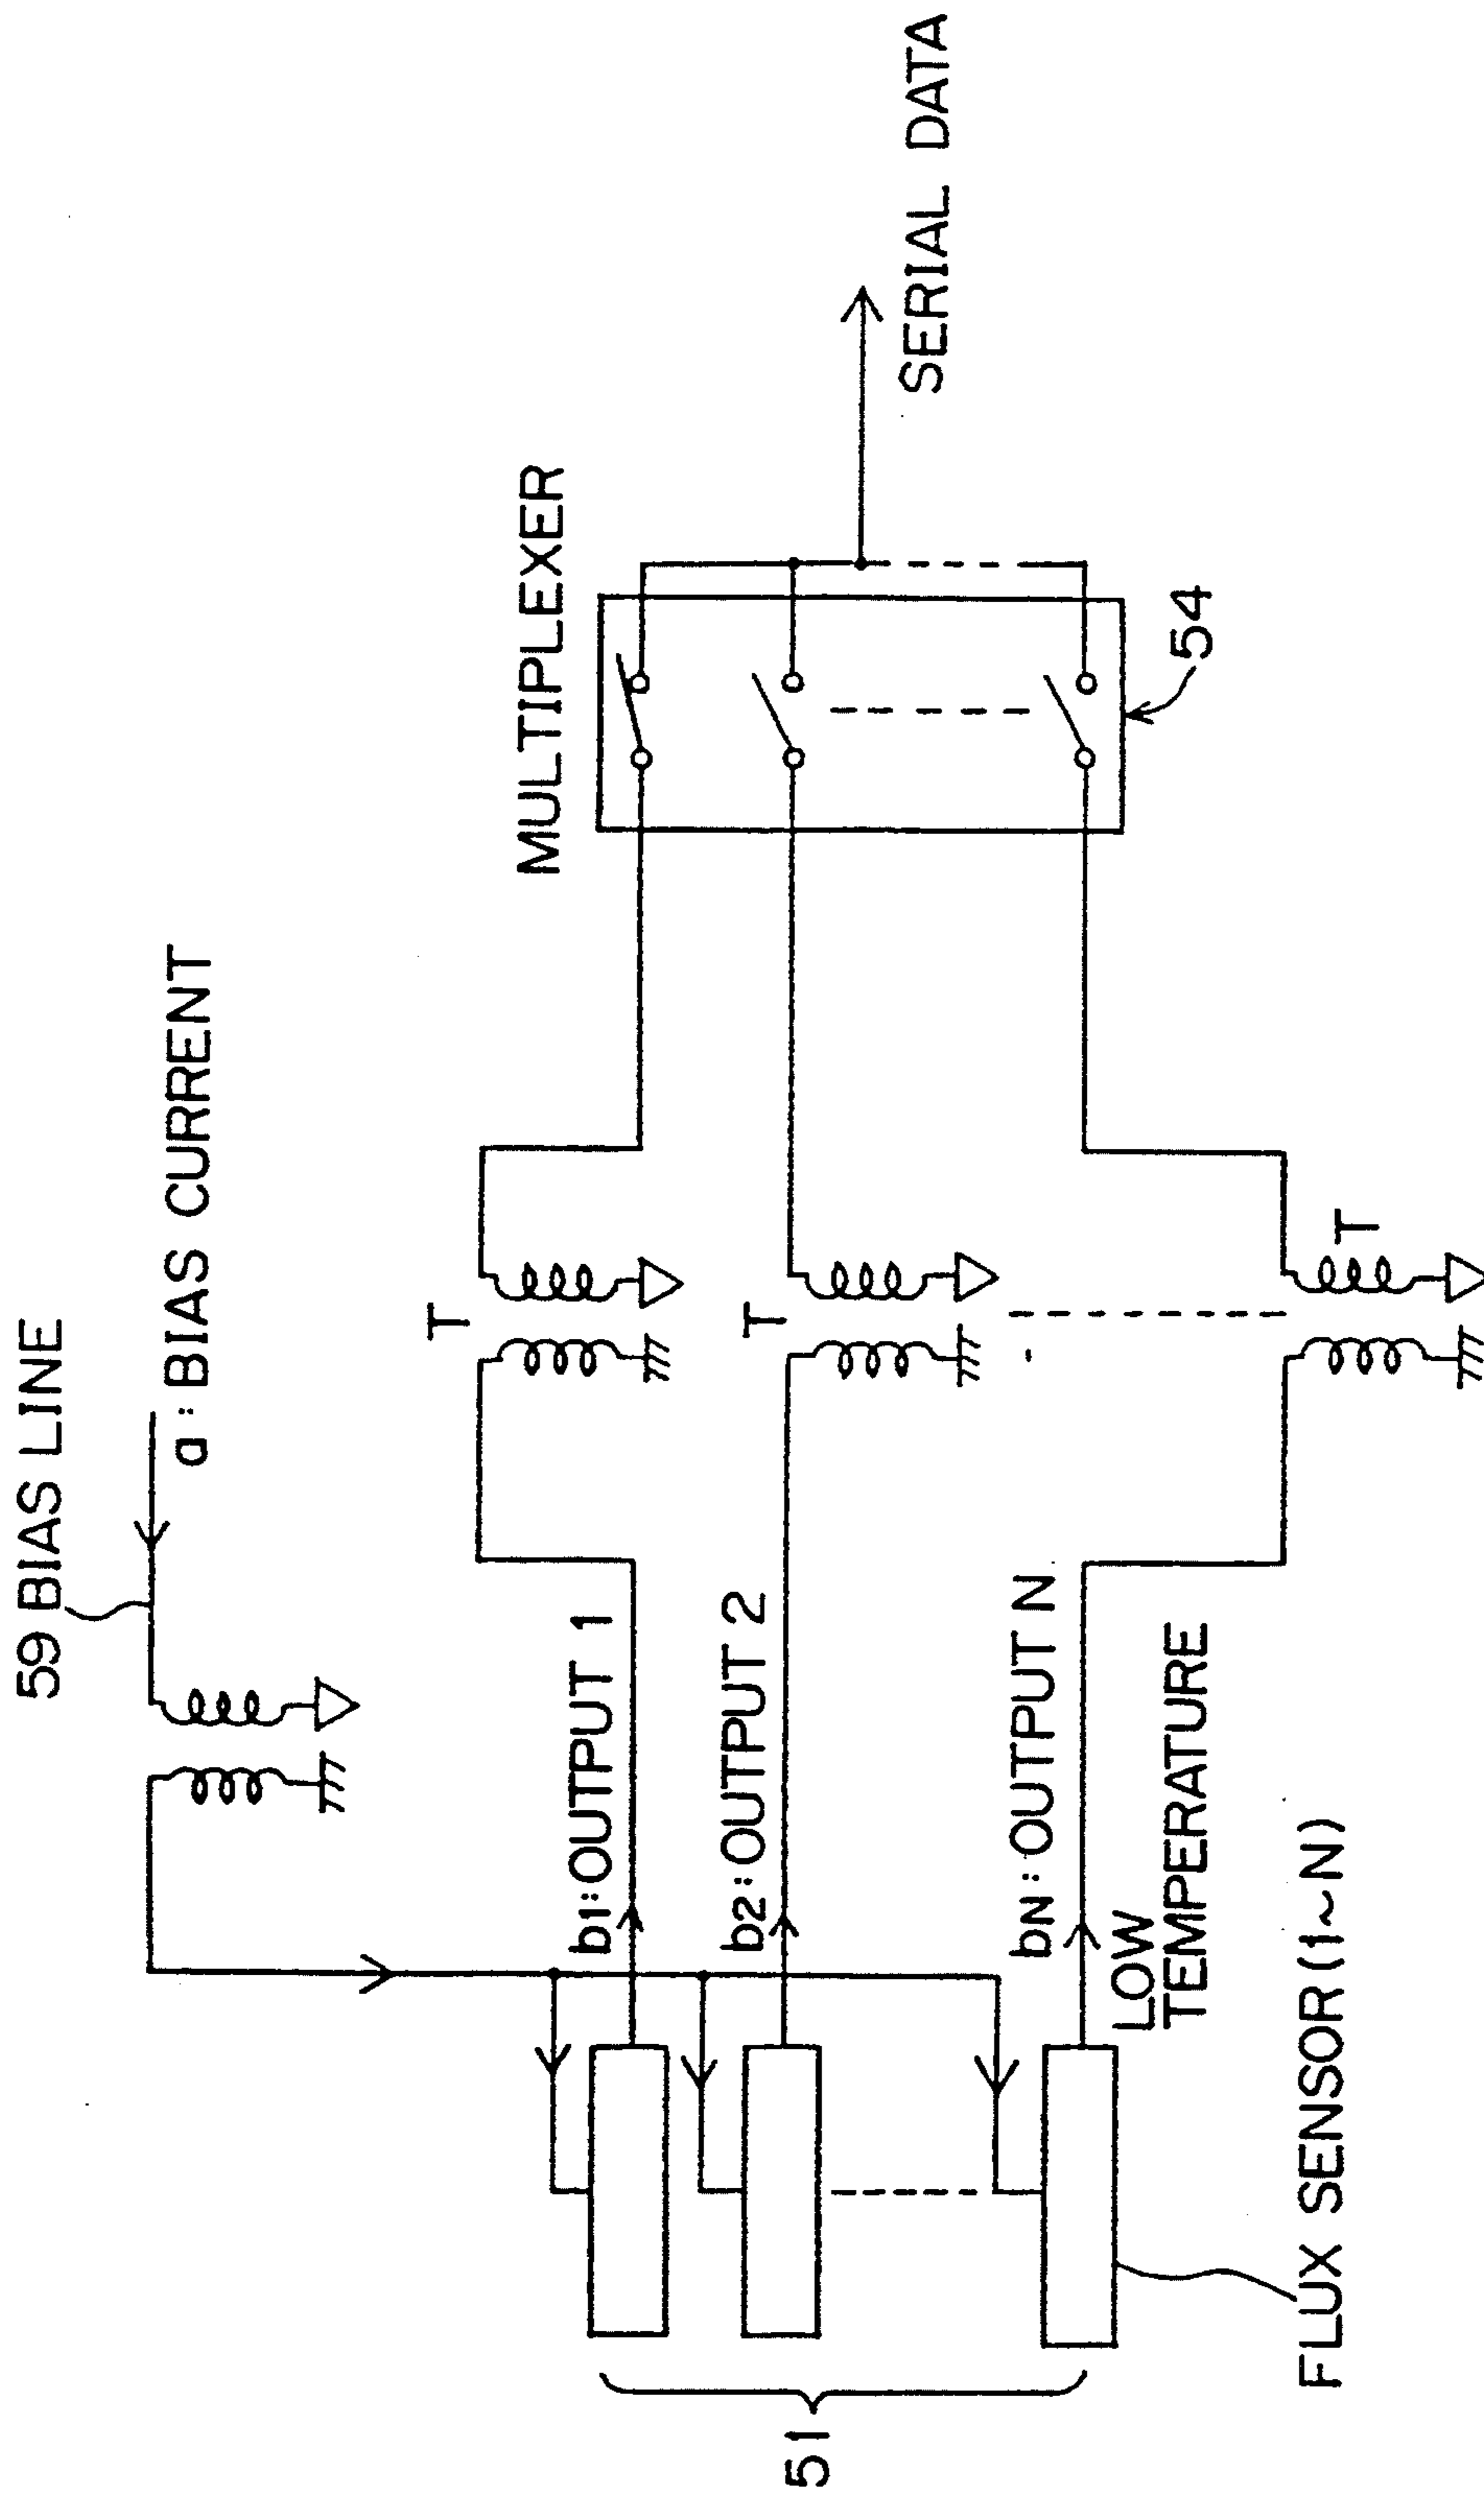 59 BIAS LINE
a : BIAS CURRENT
T
MULTIPLEXER
SERIAL DATA
b1:OUTPUT 1
T
b2:OUTPUT 2
54
51
bN:OUTPUT N
T
LOW
TEMPERATURE
FLUX SENSOR (1~N)